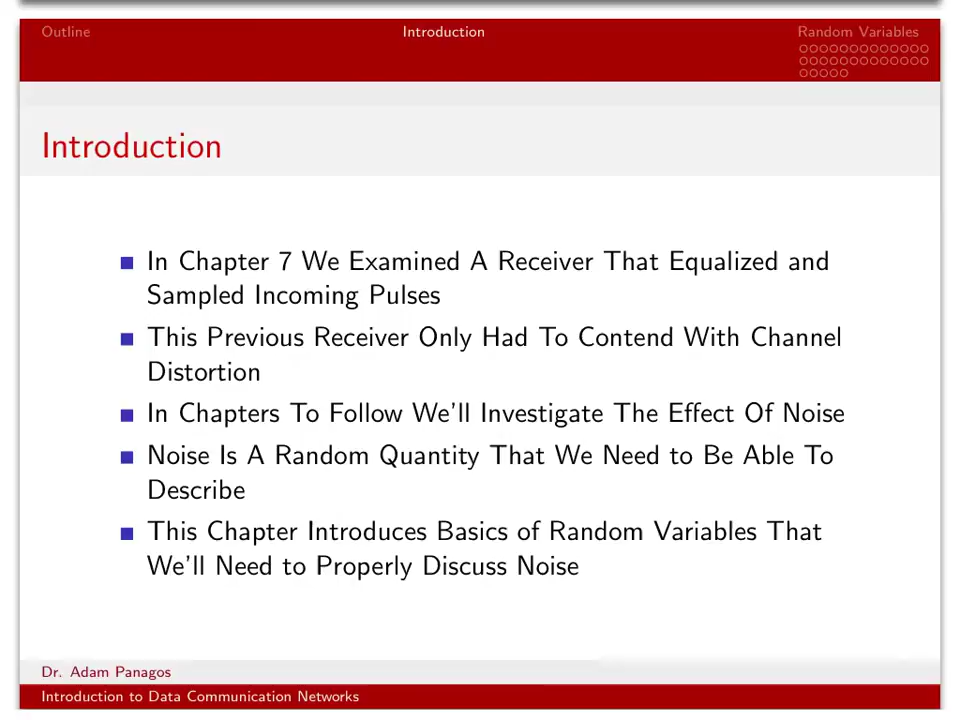 Outline
Introduction
Random Variables
Introduction
In Chapter 7 We Examined A Receiver That Equalized and
Sampled Incoming Pulses
This Previous Receiver Only Had To Contend With Channel
Distortion
In Chapters To Follow We'll Investigate The Effect Of Noise
Noise Is A Random Quantity That We Need to Be Able To
Describe
This Chapter Introduces Basics of Random Variables That
We'll Need to Properly Discuss Noise
Dr. Adam Panagos
Introduction to Data Communication Networks